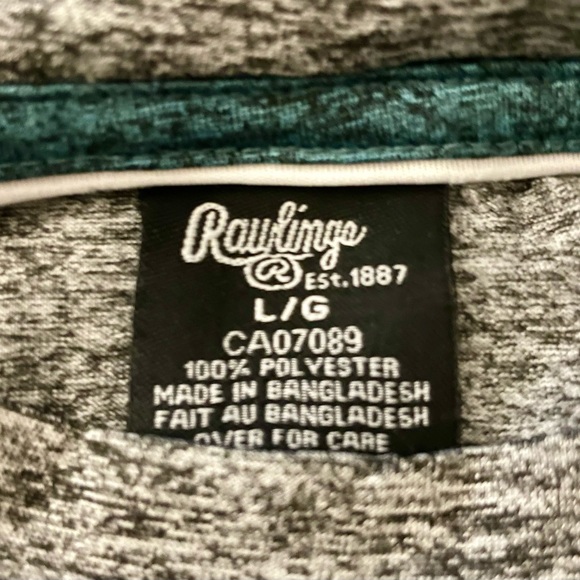 Rawlings
R EST. 1887
L/G
CA07089
100% POLYESTER
MADE IN BANGLADESH
FAIT AU BANGLADESH
OVER FOR CARE